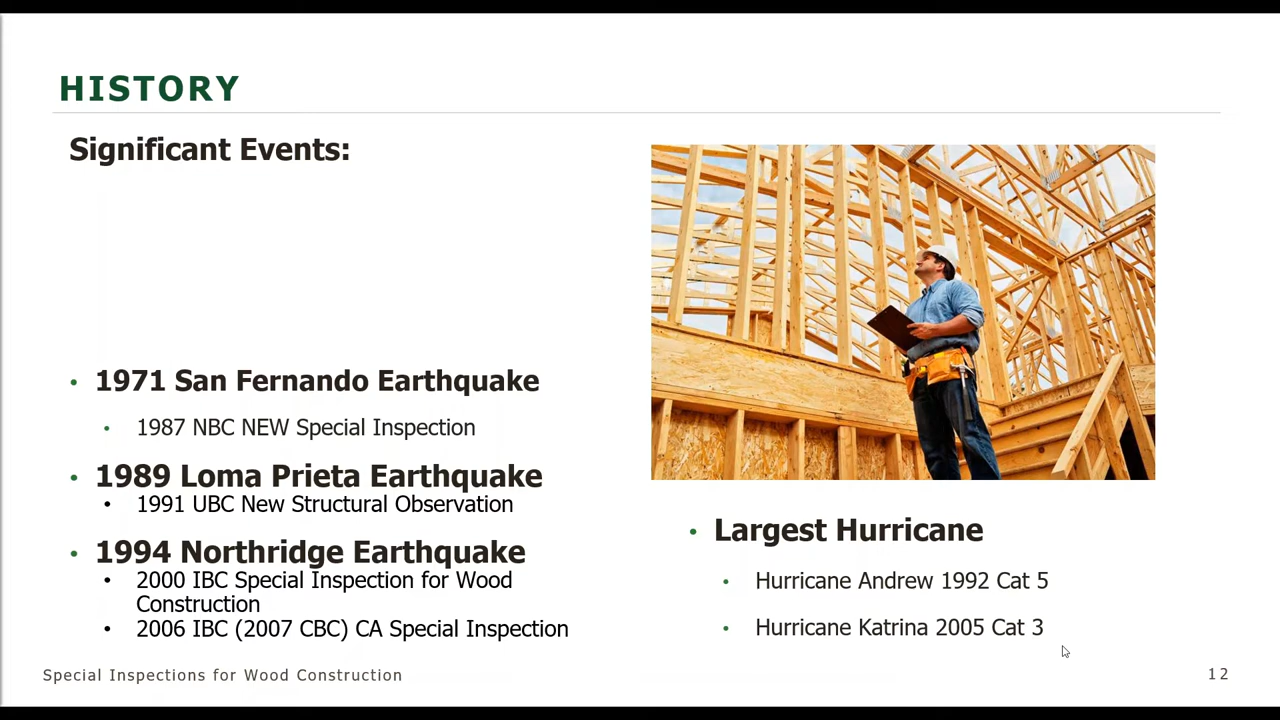 HISTORY
Significant Events:
• 1971 San Fernando Earthquake
• 1987 NBC NEW Special Inspection
• 1989 Loma Prieta Earthquake
• 1991 UBC New Structural Observation
• 1994 Northridge Earthquake
• 2000 IBC Special Inspection for Wood
Construction
• 2006 IBC (2007 CBC) CA Special Inspection
• Largest Hurricane
• Hurricane Andrew 1992 Cat 5
• Hurricane Katrina 2005 Cat 3
Special Inspections for Wood Construction
12